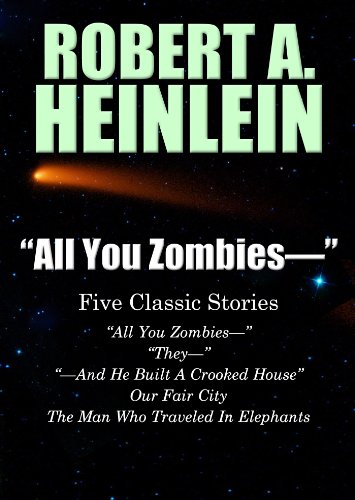 ROBERT A.
HEINLEIN
“All You Zombies—”
Five Classic Stories
“All You Zombies—”
“They—”
“—And He Built A Crooked House”
Our Fair City
The Man Who Traveled In Elephants